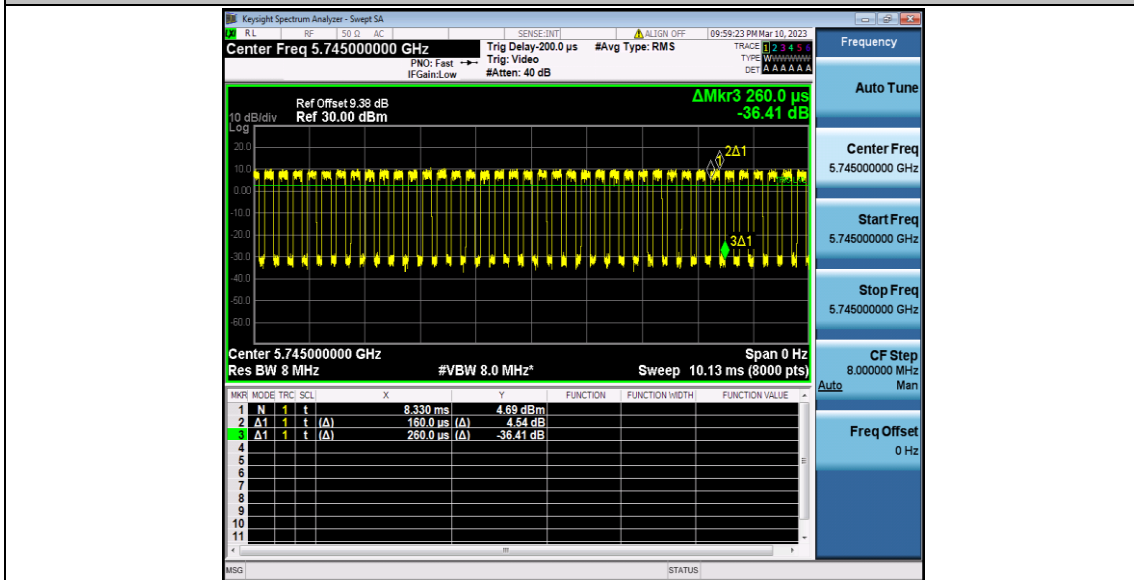 Keysight Spectrum Analyzer - Swept SA
RL RF 50 Ω AC SENSE:INT ALIGN OFF 09:59:23 PM Mar 10, 2023
Center Freq 5.745000000 GHz
PNO: Fast
IFGain:Low
Trig Delay-200.0 µs
Trig: Video
#Atten: 40 dB
#Avg Type: RMS
TRACE 1 2 3 4 5 6
TYPE W
DET A A A A A A
Frequency
Auto Tune
Center Freq
5.745000000 GHz
Start Freq
5.745000000 GHz
Stop Freq
5.745000000 GHz
CF Step
8.000000 MHz
Auto Man
Freq Offset
0 Hz
ΔMkr3 260.0 µs
-36.41 dB
Ref Offset 9.38 dB
10 dB/div Ref 30.00 dBm
Log
20.0
10.0
0.00
-10.0
-20.0
-30.0
-40.0
-50.0
-60.0
1
2Δ1
3Δ1
Center 5.745000000 GHz Span 0 Hz
Res BW 8 MHz #VBW 8.0 MHz* Sweep 10.13 ms (8000 pts)
MKR MODE TRC SCL X Y FUNCTION FUNCTION WIDTH FUNCTION VALUE
1 N 1 t 8.330 ms 4.69 dBm
2 Δ1 1 t (Δ) 160.0 µs (Δ) 4.54 dB
3 Δ1 1 t (Δ) 260.0 µs (Δ) -36.41 dB
4
5
6
7
8
9
10
11
MSG STATUS